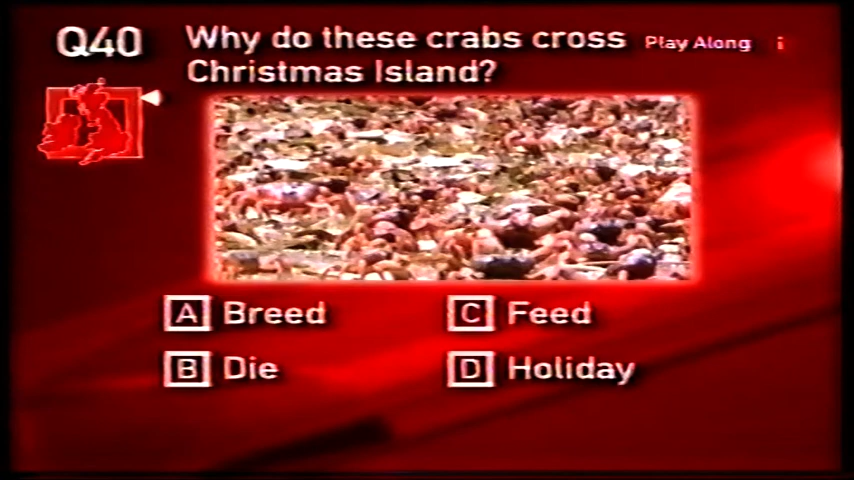 Q40
Why do these crabs cross
Christmas Island?
Play Along i
A Breed
C Feed
B Die
D Holiday